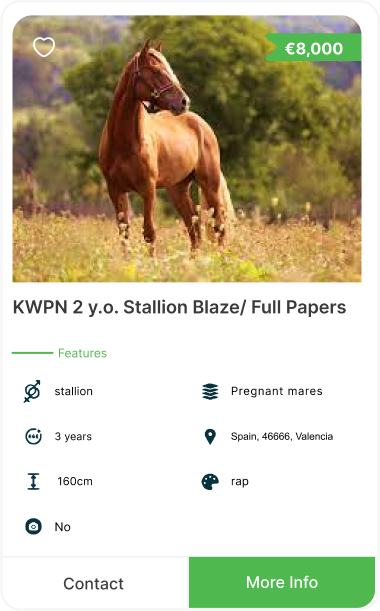 €8,000
KWPN 2 y.o. Stallion Blaze/ Full Papers
Features
stallion
Pregnant mares
3 years
Spain, 46666, Valencia
160cm
rap
No
Contact
More Info